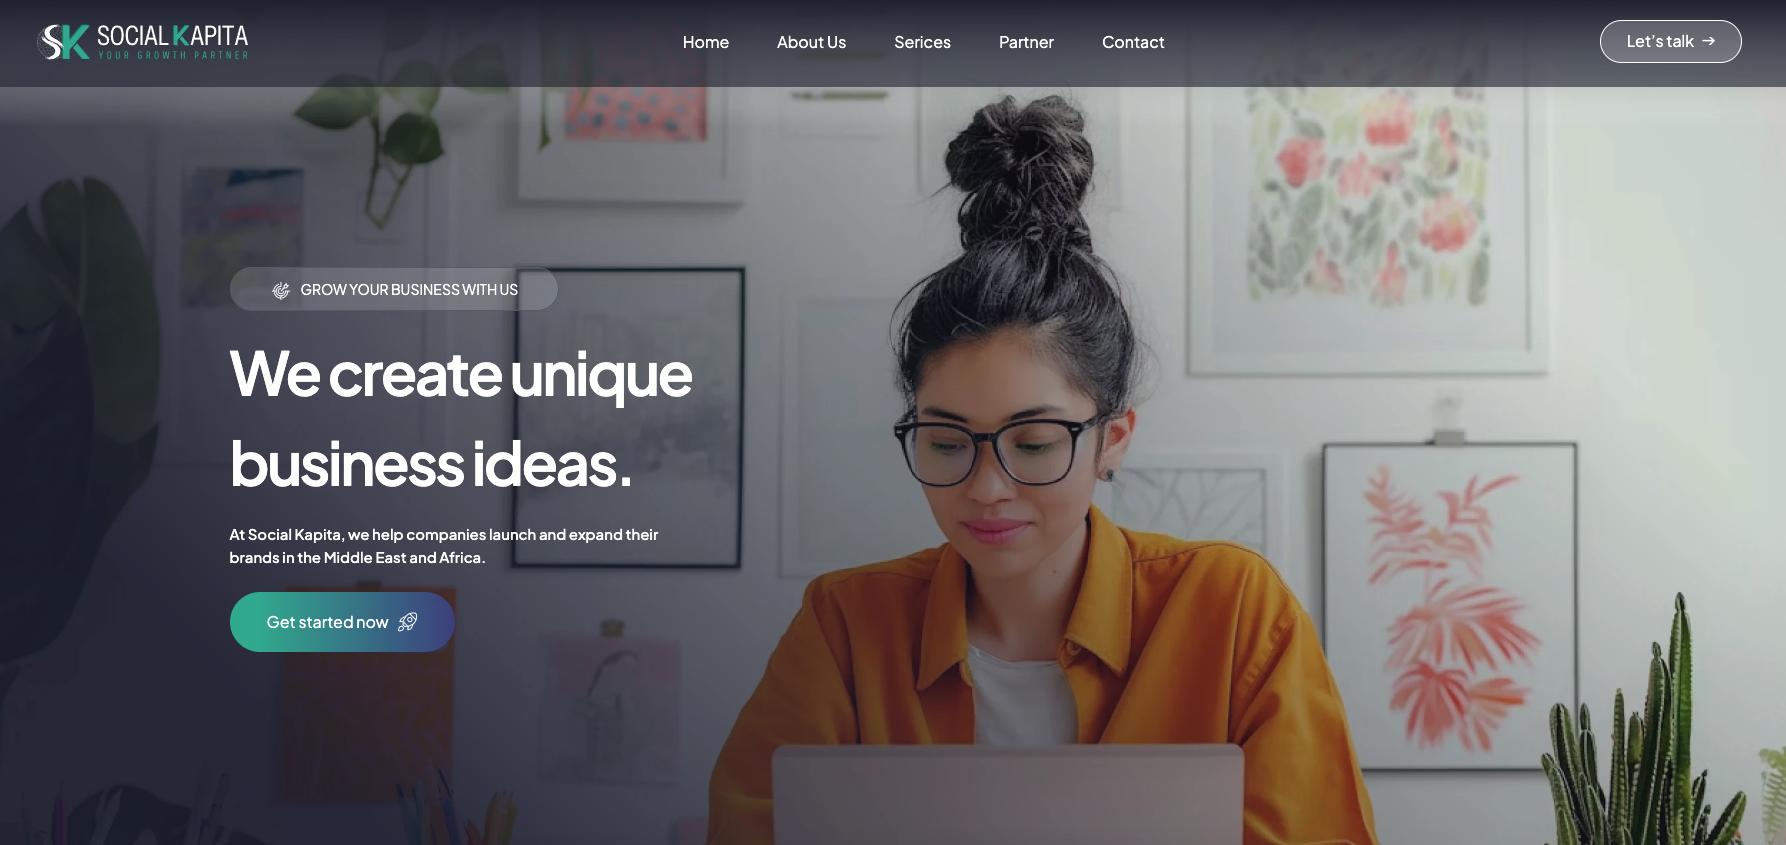 SK SOCIAL KAPITA
YOUR GROWTH PARTNER
Home
About Us
Serices
Partner
Contact
Let's talk →
GROW YOUR BUSINESS WITH US
We create unique
business ideas.
At Social Kapita, we help companies launch and expand their
brands in the Middle East and Africa.
Get started now